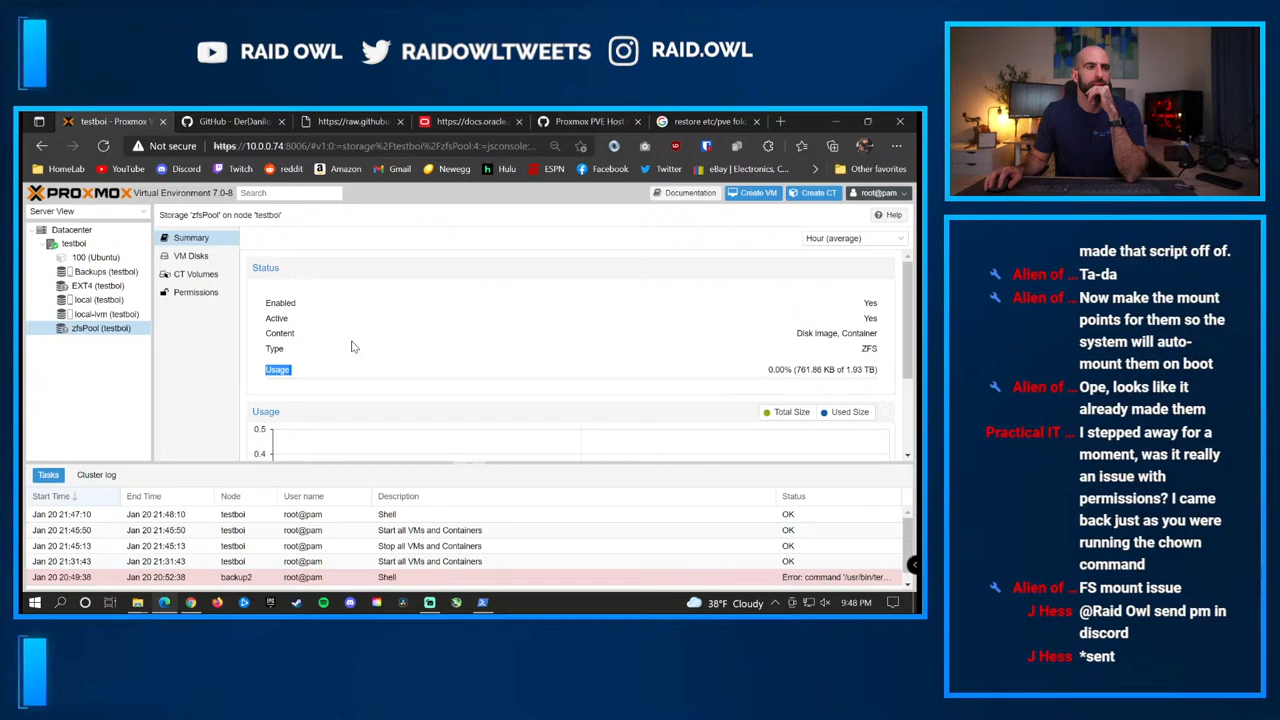 RAID OWL RAIDOWLTWEETS RAID.OWL
testboi - Proxmox V GitHub - DerDanilo https://raw.githubu https://docs.oracle. Proxmox PVE Host restore etc/pve fold
Not secure https://10.0.0.74:8006/#v1:0:=storage%2Ftestboi%2FzfsPool:4:=jsconsole:...
HomeLab YouTube Discord Twitch reddit Amazon Gmail Newegg Hulu ESPN Facebook Twitter eBay/Selling Other favorites
PROXMOX Virtual Environment 7.0-8 Search Documentation Create VM Create CT root@pam
Server View
Storage 'zfsPool' on node 'testboi' Help
Datacenter
testboi
100 (Ubuntu)
Backups (testboi)
EXT4 (testboi)
local (testboi)
local-lvm (testboi)
zfsPool (testboi)
Summary
VM Disks
CT Volumes
Permissions
Hour (average)
Status
Enabled Yes
Active Yes
Content Disk image, Container
Type ZFS
Usage 0.00% (761.86 KB of 1.93 TB)
Usage Total Size Used Size
0.5
0.4
Tasks Cluster log
Start Time End Time Node User name Description Status
Jan 20 21:47:10 Jan 20 21:48:10 testboi root@pam Shell OK
Jan 20 21:45:50 Jan 20 21:45:50 testboi root@pam Start all VMs and Containers OK
Jan 20 21:45:13 Jan 20 21:45:13 testboi root@pam Stop all VMs and Containers OK
Jan 20 21:31:43 Jan 20 21:31:43 testboi root@pam Start all VMs and Containers OK
Jan 20 20:49:38 Jan 20 20:52:38 backup2 root@pam Shell Error: command '/usr/bin/ter...
38°F Cloudy 9:48 PM
made that script off of.
Alien of ... Ta-da
Alien of ... Now make the mount
points for them so the
system will auto-
mount them on boot
Alien of ... Ope, looks like it
already made them
Practical IT ... I stepped away for a
moment, was it really
an issue with
permissions? I came
back just as you were
running the chown
command
Alien of ... FS mount issue
J Hess @Raid Owl send pm in
discord
J Hess *sent